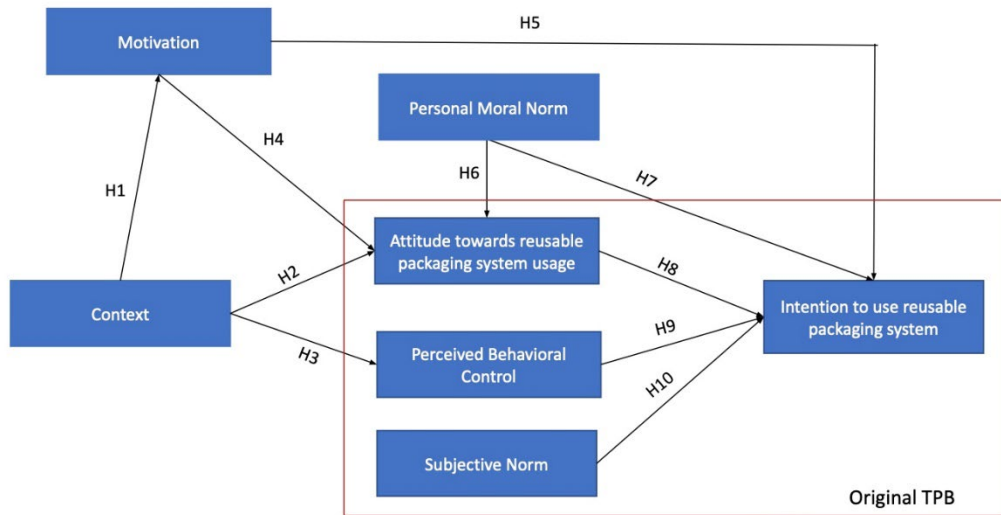 H5
Motivation
Personal Moral Norm
H4
H6
H7
H1
Attitude towards reusable
packaging system usage
H2
H8
Context
Intention to use reusable
packaging system
H3
H9
Perceived Behavioral
Control
H10
Subjective Norm
Original TPB